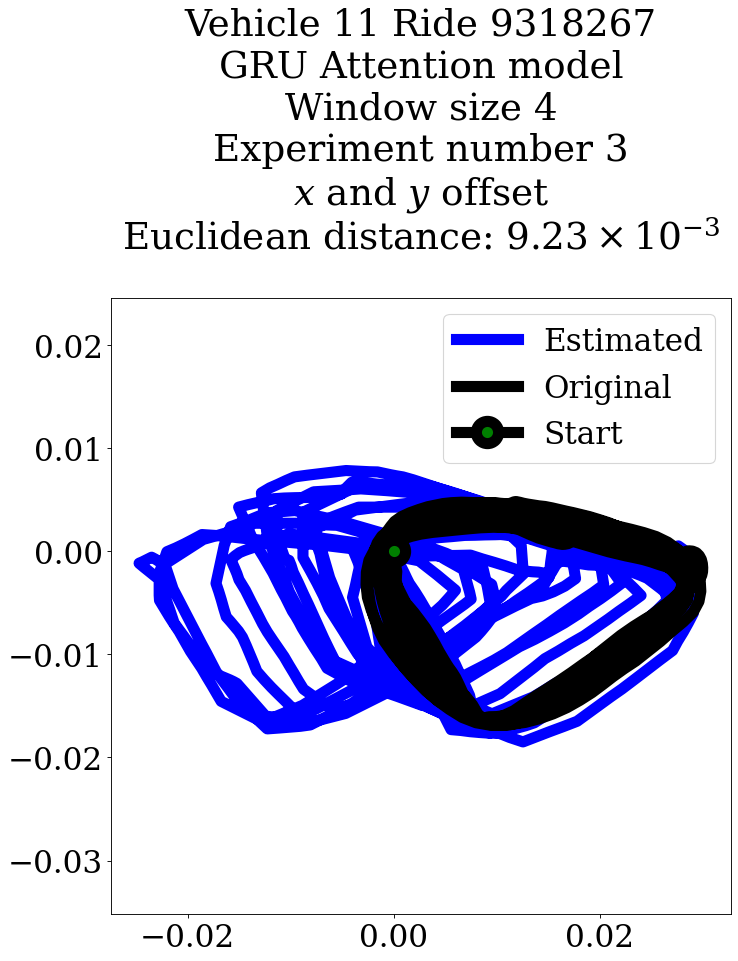 Vehicle 11 Ride 9318267
GRU Attention model
Window size 4
Experiment number 3
x and y offset
Euclidean distance: 9.23 × 10⁻³
Estimated
Original
Start
0.02
0.01
0.00
−0.01
−0.02
−0.03
−0.02
0.00
0.02